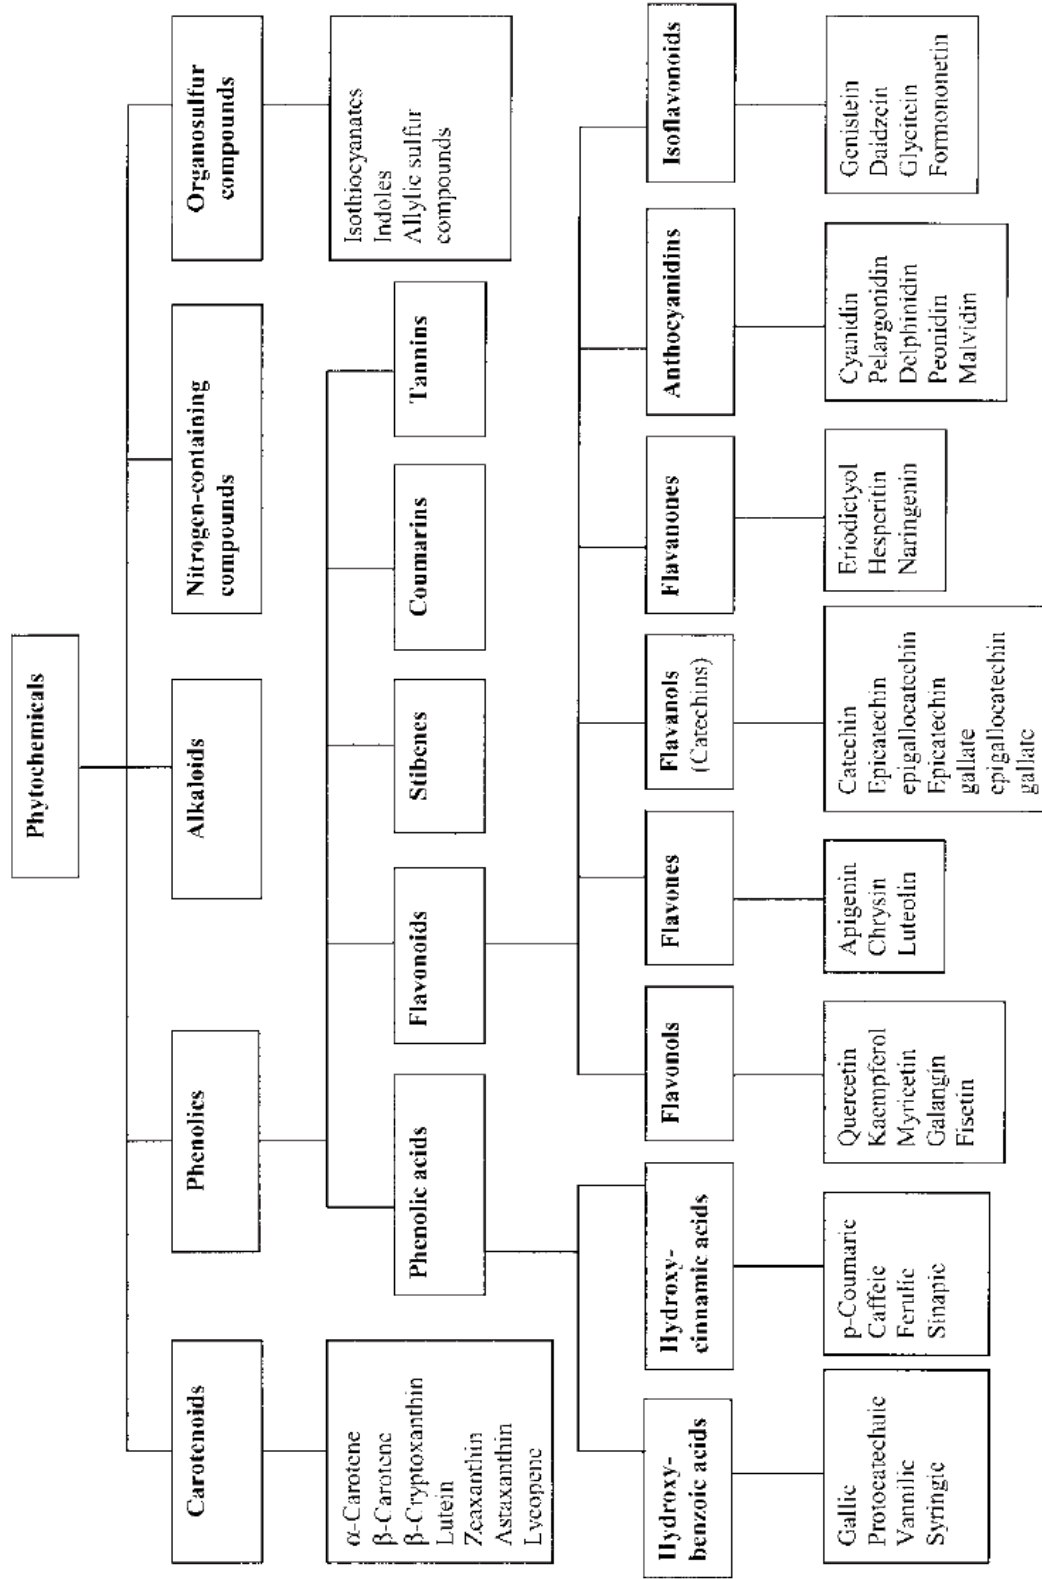 Phytochemicals
Carotenoids
Phenolics
Alkaloids
Nitrogen-containing
compounds
Organosulfur
compounds
α-Carotene
β-Carotene
β-Cryptoxanthin
Lutein
Zeaxanthin
Astaxanthin
Lycopene
Isothiocyanates
Indoles
Allylic sulfur
compounds
Phenolic acids
Flavonoids
Stibenes
Coumarins
Tannins
Hydroxy-
benzoic acids
Hydroxy-
cinnamic acids
Flavonols
Flavones
Flavanols
(Catechins)
Flavanones
Anthocyanidins
Isoflavonoids
Gallic
Protocatechuic
Vannilic
Syringic
p-Coumaric
Caffeic
Ferulic
Sinapic
Quercetin
Kaempferol
Myricetin
Galangin
Fisetin
Apigenin
Chrysin
Luteolin
Catechin
Epicatechin
epigallocatechin
Epicatechin
gallate
epigallocatechin
gallate
Eriodictyol
Hesperitin
Naringenin
Cyanidin
Pelargonidin
Delphinidin
Peonidin
Malvidin
Genistein
Daidzein
Glycitein
Formononetin